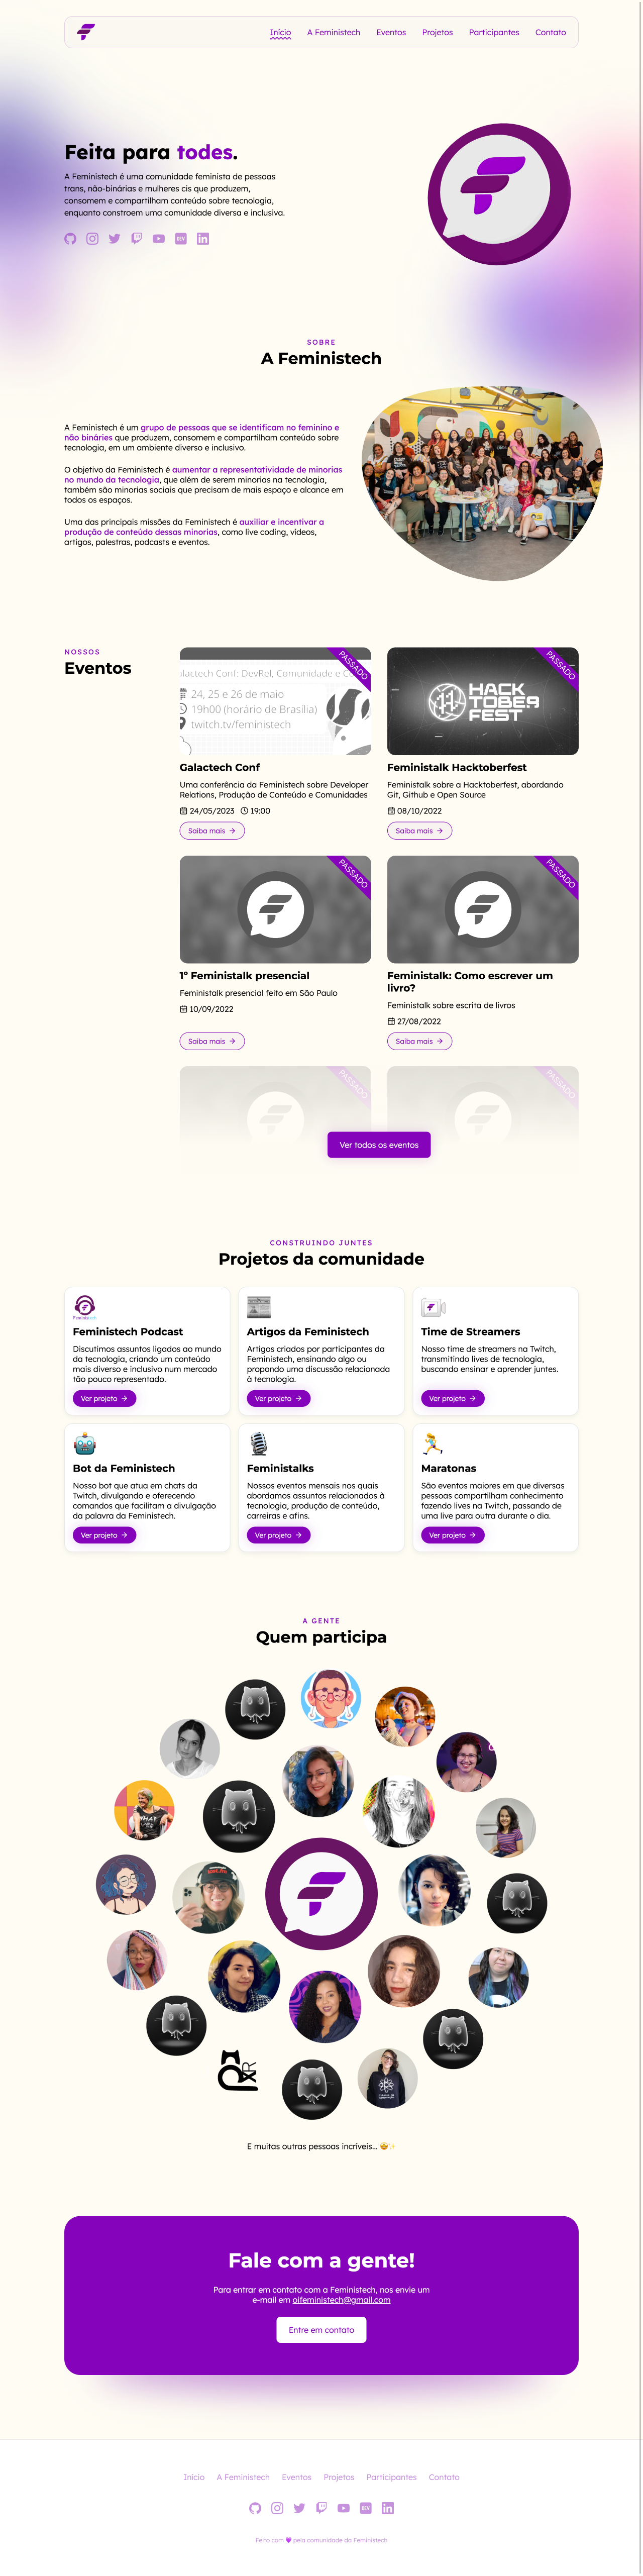 Início A Feministech Eventos Projetos Participantes Contato
Feita para todes.
A Feministech é uma comunidade feminista de pessoas
trans, não-binárias e mulheres cis que produzem,
consomem e compartilham conteúdo sobre tecnologia,
enquanto constroem uma comunidade diversa e inclusiva.
SOBRE
A Feministech
A Feministech é um grupo de pessoas que se identificam no feminino e
não bináries que produzem, consomem e compartilham conteúdo sobre
tecnologia, em um ambiente diverso e inclusivo.
O objetivo da Feministech é aumentar a representatividade de minorias
no mundo da tecnologia, que além de serem minorias na tecnologia,
também são minorias sociais que precisam de mais espaço e alcance em
todos os espaços.
Uma das principais missões da Feministech é auxiliar e incentivar a
produção de conteúdo dessas minorias, como live coding, vídeos,
artigos, palestras, podcasts e eventos.
NOSSOS
Eventos
PASSADO
alactech Conf: DevRel, Comunidade e Co
24, 25 e 26 de maio
19h00 (horário de Brasília)
twitch.tv/feministech
Galactech Conf
Uma conferência da Feministech sobre Developer
Relations, Produção de Conteúdo e Comunidades
24/05/2023 19:00
Saiba mais
PASSADO
HACK
TOBER
FEST
Feministalk Hacktoberfest
Feministalk sobre a Hacktoberfest, abordando
Git, Github e Open Source
08/10/2022
Saiba mais
PASSADO
1º Feministalk presencial
Feministalk presencial feito em São Paulo
10/09/2022
Saiba mais
PASSADO
Feministalk: Como escrever um
livro?
Feministalk sobre escrita de livros
27/08/2022
Saiba mais
PASSADO
PASSADO
Ver todos os eventos
CONSTRUINDO JUNTES
Projetos da comunidade
Feministech
Feministech Podcast
Discutimos assuntos ligados ao mundo
da tecnologia, criando um conteúdo
mais diverso e inclusivo num mercado
tão pouco representado.
Ver projeto
Artigos da Feministech
Artigos criados por participantes da
Feministech, ensinando algo ou
propondo uma discussão relacionada
à tecnologia.
Ver projeto
Time de Streamers
Nosso time de streamers na Twitch,
transmitindo lives de tecnologia,
buscando ensinar e aprender juntes.
Ver projeto
Bot da Feministech
Nosso bot que atua em chats da
Twitch, divulgando e oferecendo
comandos que facilitam a divulgação
da palavra da Feministech.
Ver projeto
Feministalks
Nossos eventos mensais nos quais
abordamos assuntos relacionados à
tecnologia, produção de conteúdo,
carreiras e afins.
Ver projeto
Maratonas
São eventos maiores em que diversas
pessoas compartilham conhecimento
fazendo lives na Twitch, passando de
uma live para outra durante o dia.
Ver projeto
A GENTE
Quem participa
E muitas outras pessoas incríveis...
Fale com a gente!
Para entrar em contato com a Feministech, nos envie um
e-mail em oifeministech@gmail.com
Entre em contato
Início A Feministech Eventos Projetos Participantes Contato
Feito com 💜 pela comunidade da Feministech